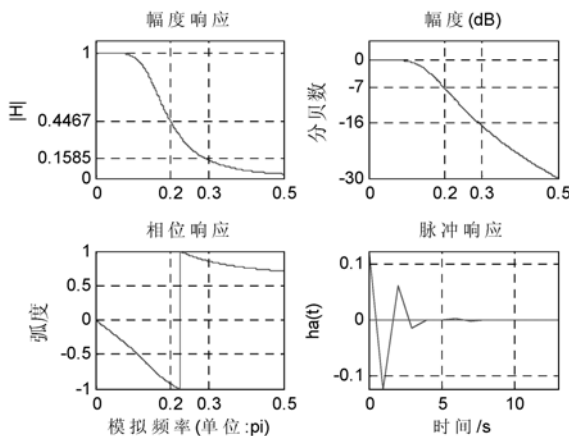 幅度响应
|H|
1
0.4467
0.1585
0
0 0.2 0.3 0.5
幅度(dB)
分贝数
0
-7
-16
-30
0 0.2 0.3 0.5
相位响应
弧度
1
0.5
0
-0.5
-1
0 0.2 0.3 0.5
模拟频率(单位:pi)
脉冲响应
ha(t)
0.1
0
-0.1
0 5 10
时间/s